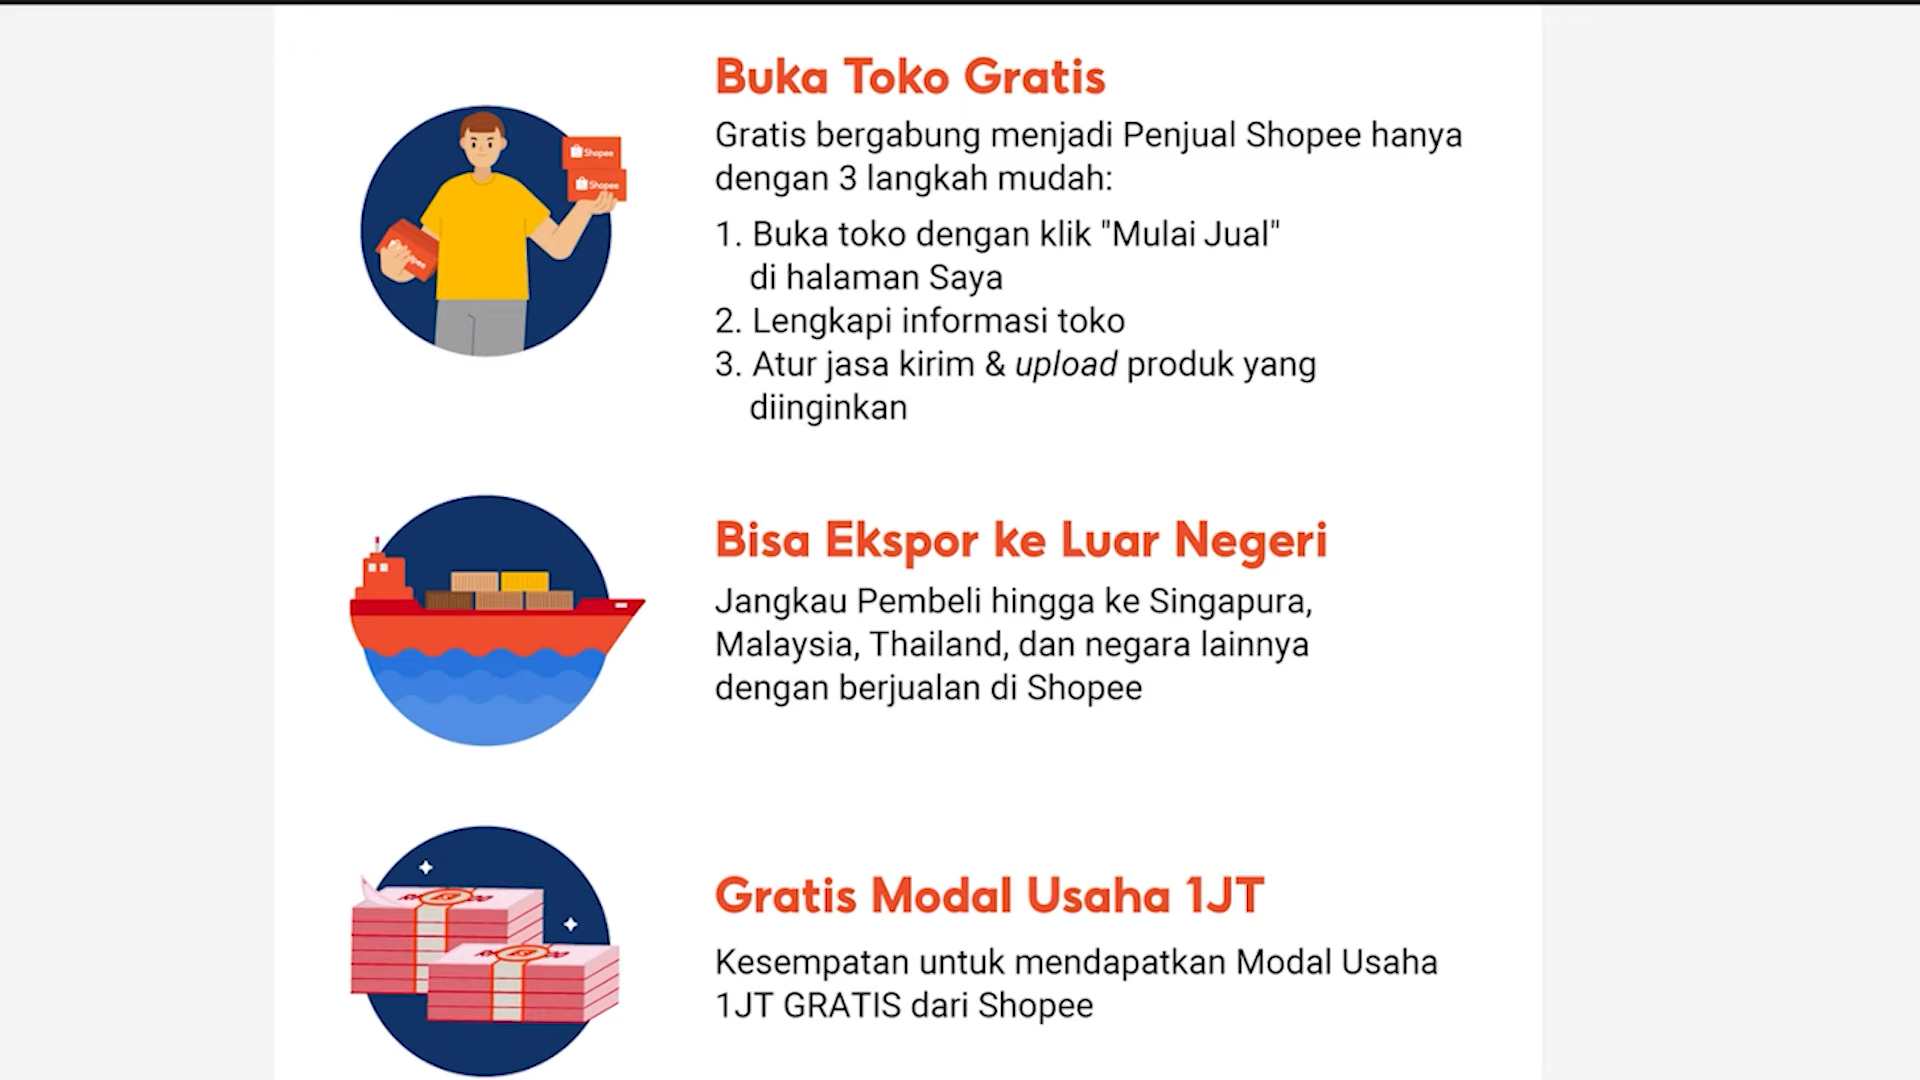 Buka Toko Gratis
Gratis bergabung menjadi Penjual Shopee hanya
dengan 3 langkah mudah:
1. Buka toko dengan klik "Mulai Jual"
di halaman Saya
2. Lengkapi informasi toko
3. Atur jasa kirim & upload produk yang
diinginkan
Shopee
Shopee
Bisa Ekspor ke Luar Negeri
Jangkau Pembeli hingga ke Singapura,
Malaysia, Thailand, dan negara lainnya
dengan berjualan di Shopee
Gratis Modal Usaha 1JT
Kesempatan untuk mendapatkan Modal Usaha
1JT GRATIS dari Shopee